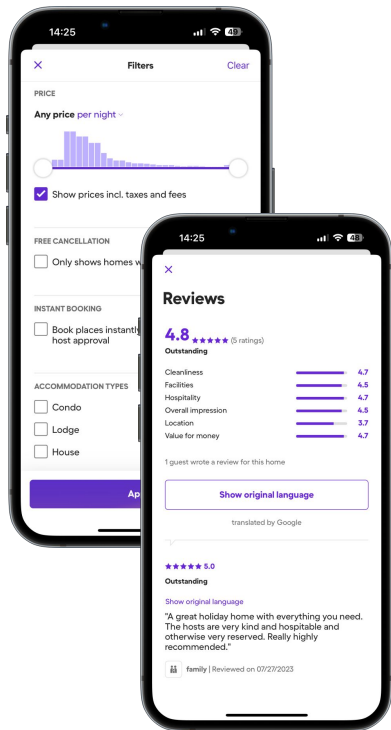 14:25
49
Filters
Clear
PRICE
Any price per night
Show prices incl. taxes and fees
FREE CANCELLATION
Only shows homes
INSTANT BOOKING
Book places instantly
host approval
ACCOMMODATION TYPES
Condo
Lodge
House
14:25
48
Reviews
4.8 ★★★★★ (5 ratings)
Outstanding
Cleanliness 4.7
Facilities 4.5
Hospitality 4.7
Overall impression 4.5
Location 3.7
Value for money 4.7
1 guest wrote a review for this home
Show original language
translated by Google
★★★★★ 5.0
Outstanding
Show original language
"A great holiday home with everything you need.
The hosts are very kind and hospitable and
otherwise very reserved. Really highly
recommended."
family | Reviewed on 07/27/2023